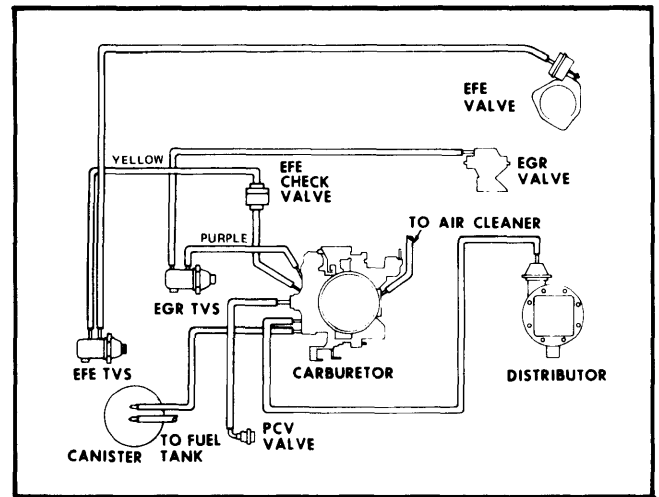 EFE
VALVE
YELLOW
EFE
CHECK
VALVE
EGR
VALVE
PURPLE
TO AIR CLEANER
EGR TVS
EFE TVS
CARBURETOR
DISTRIBUTOR
PCV
VALVE
TO FUEL
TANK
CANISTER